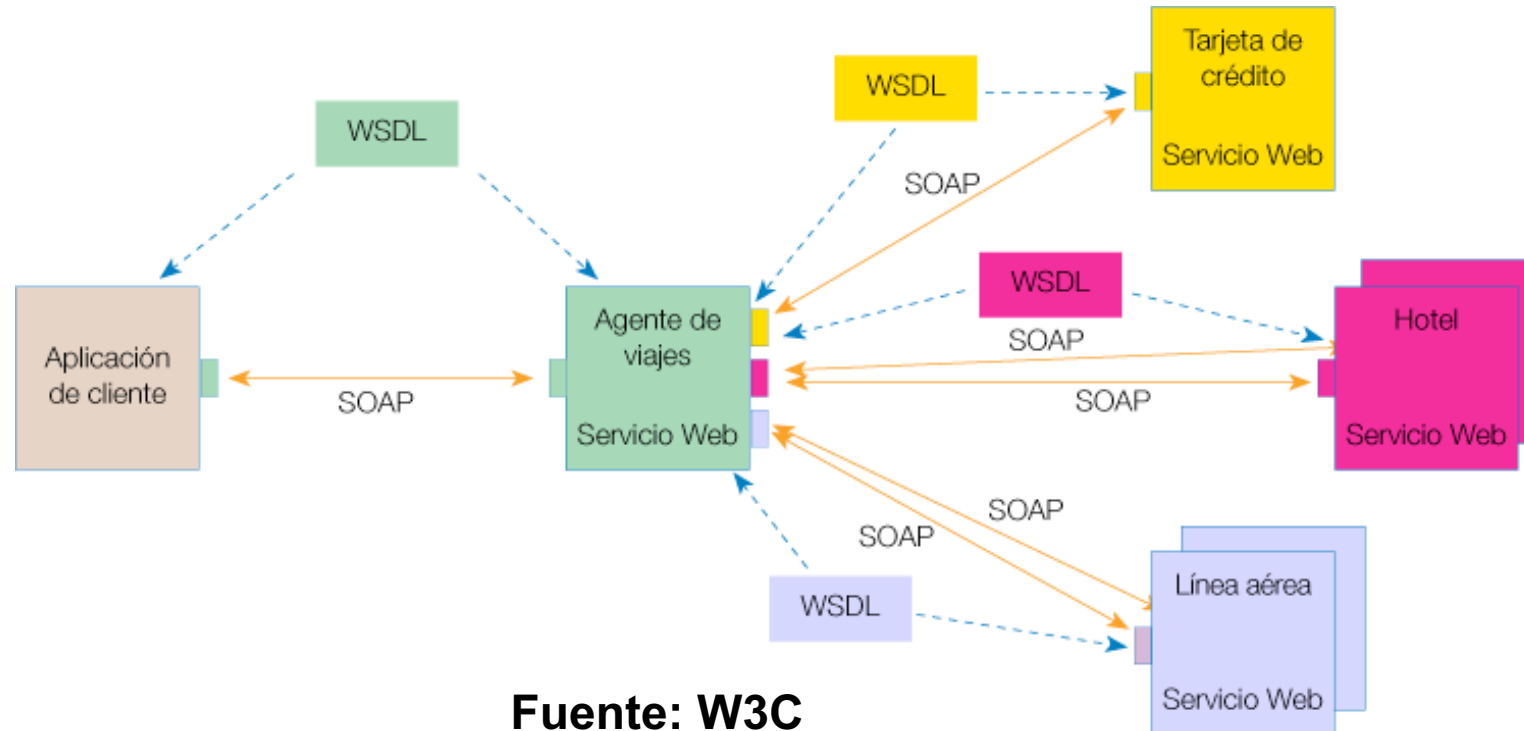 WSDL
Aplicación
de cliente
SOAP
Agente de
viajes
Servicio Web
WSDL
SOAP
Tarjeta de
crédito
Servicio Web
WSDL
SOAP
SOAP
Hotel
Servicio Web
SOAP
SOAP
WSDL
Línea aérea
Servicio Web
Fuente: W3C